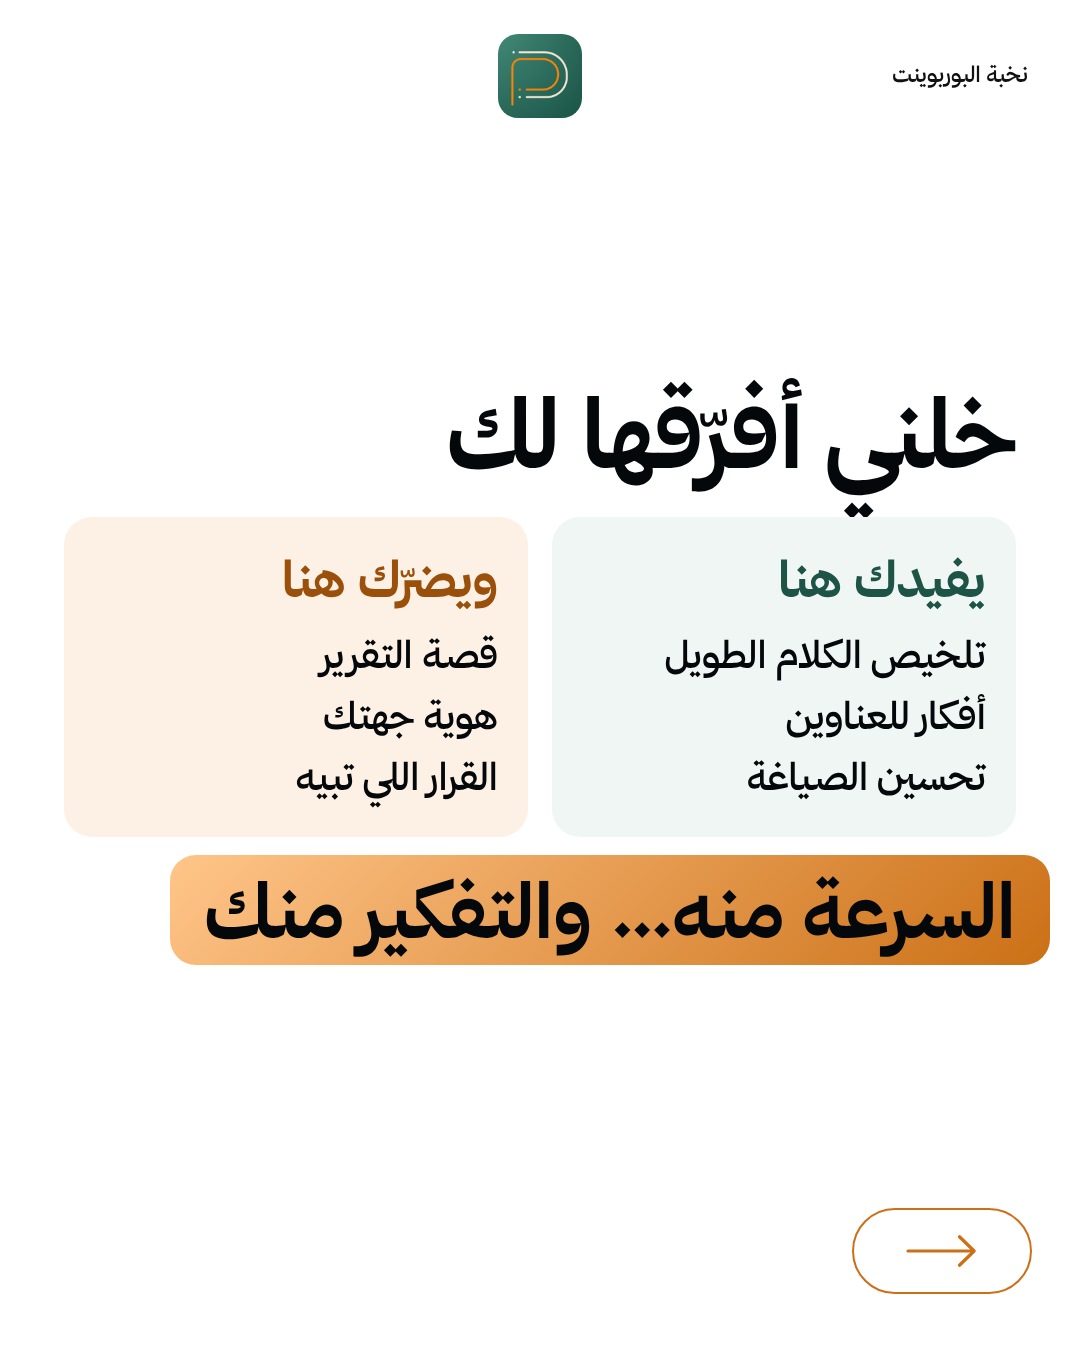 نخبة البوربوينت
خلني أفرّقها لك
يفيدك هنا
تلخيص الكلام الطويل
أفكار للعناوين
تحسين الصياغة
ويضرّك هنا
قصة التقرير
هوية جهتك
القرار اللي تبيه
السرعة منه... والتفكير منك